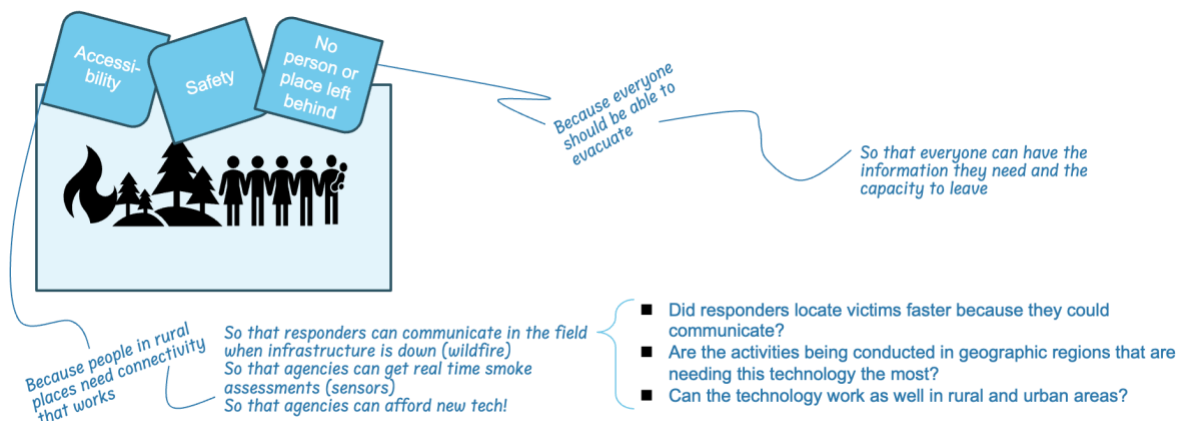 Accessi-
bility
Safety
No
person or
place left
behind
Because everyone
should be able to
evacuate
So that everyone can have the
information they need and the
capacity to leave
Because people in rural
places need connectivity
that works
So that responders can communicate in the field
when infrastructure is down (wildfire)
So that agencies can get real time smoke
assessments (sensors)
So that agencies can afford new tech!
Did responders locate victims faster because they could
communicate?
Are the activities being conducted in geographic regions that are
needing this technology the most?
Can the technology work as well in rural and urban areas?